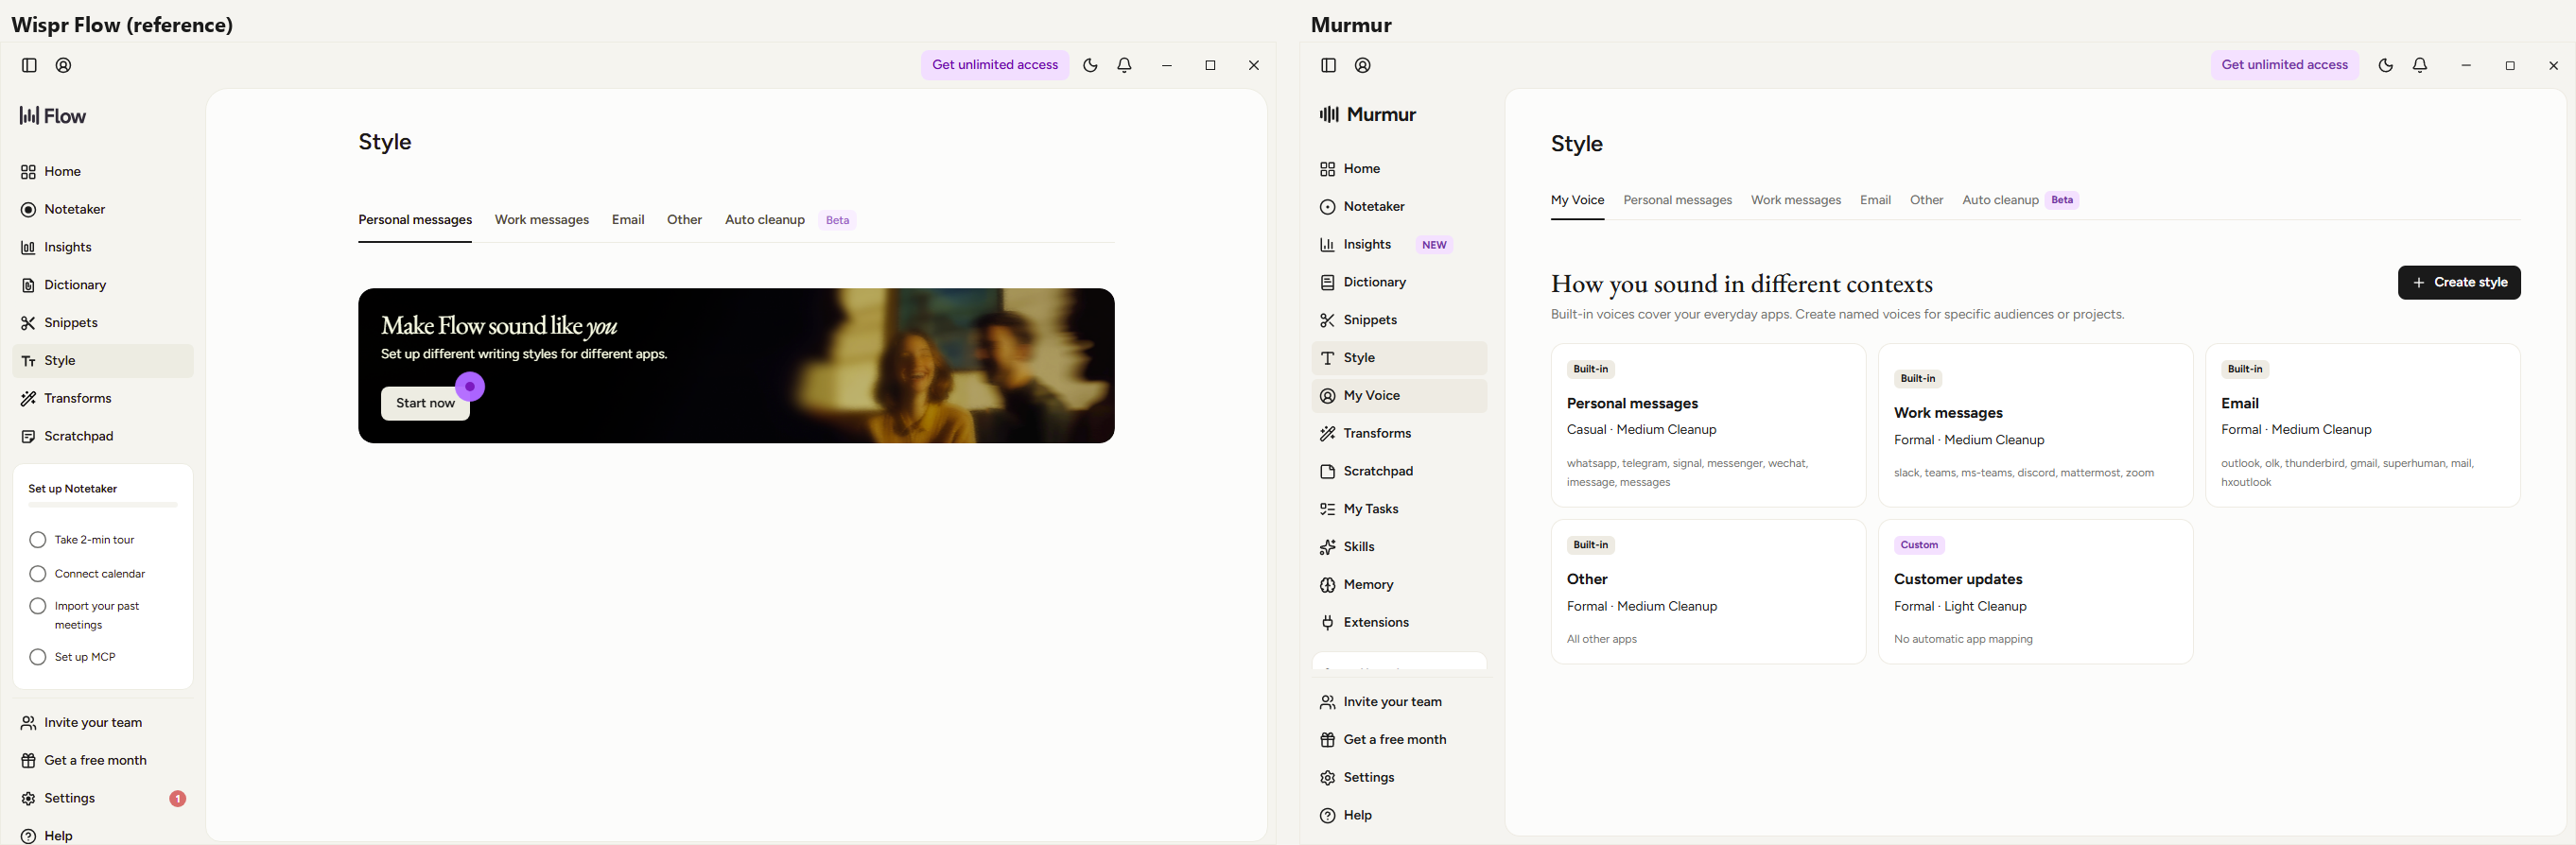 Wispr Flow (reference)
Get unlimited access
Flow
Home
Notetaker
Insights
Dictionary
Snippets
Style
Transforms
Scratchpad
Set up Notetaker
Take 2-min tour
Connect calendar
Import your past
meetings
Set up MCP
Invite your team
Get a free month
Settings 1
Help
Style
Personal messages Work messages Email Other Auto cleanup Beta
Make Flow sound like you
Set up different writing styles for different apps.
Start now
Murmur
Get unlimited access
Murmur
Home
Notetaker
Insights NEW
Dictionary
Snippets
Style
My Voice
Transforms
Scratchpad
My Tasks
Skills
Memory
Extensions
Invite your team
Get a free month
Settings
Help
Style
My Voice Personal messages Work messages Email Other Auto cleanup Beta
How you sound in different contexts
Built-in voices cover your everyday apps. Create named voices for specific audiences or projects.
+ Create style
Built-in
Personal messages
Casual · Medium Cleanup
whatsapp, telegram, signal, messenger, wechat,
imessage, messages
Built-in
Work messages
Formal · Medium Cleanup
slack, teams, ms-teams, discord, mattermost, zoom
Built-in
Email
Formal · Medium Cleanup
outlook, olk, thunderbird, gmail, superhuman, mail,
hxoutlook
Built-in
Other
Formal · Medium Cleanup
All other apps
Custom
Customer updates
Formal · Light Cleanup
No automatic app mapping